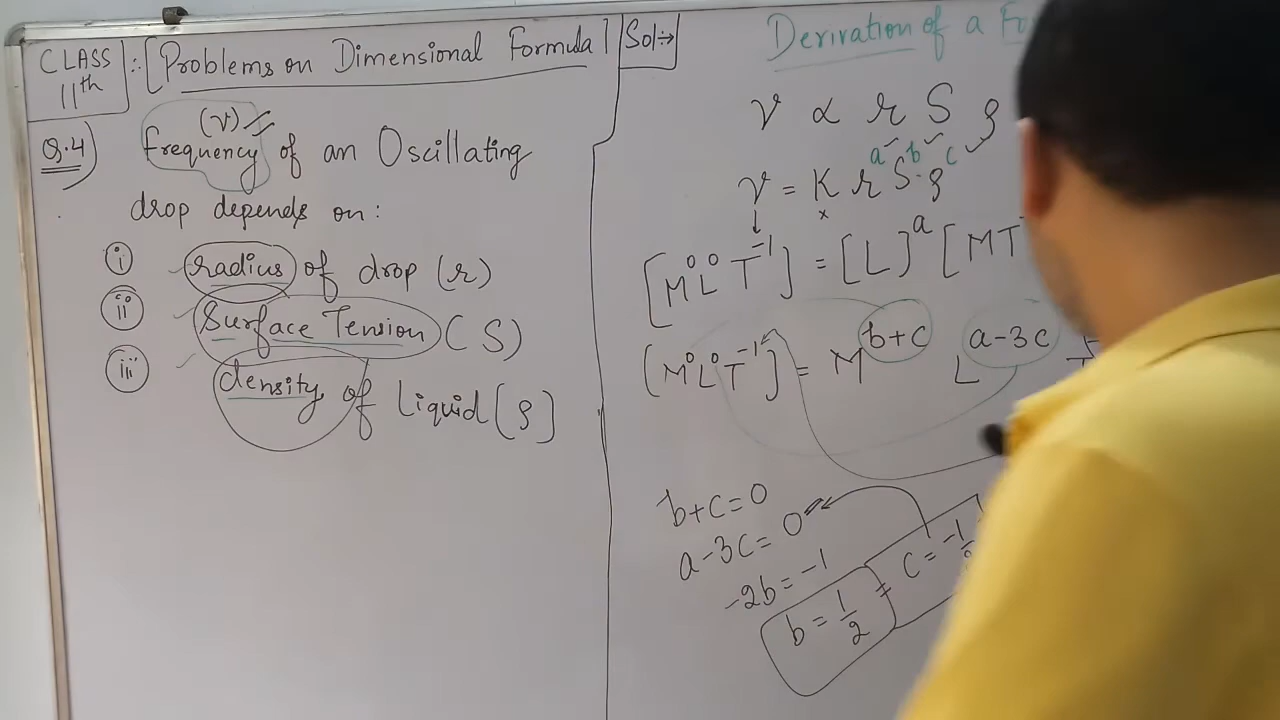 CLASS 11th :- [Problems on Dimensional Formula]
Q.4) (ν)
frequency of an Oscillating
drop depends on:
(i) radius of drop (r)
(ii) Surface Tension (S)
(iii) density of Liquid [ρ]
Sol:→
Derivation of a
ν ∝ r S ρ
ν = K r^a S^b ρ^c
[M⁰L⁰T⁻¹] = [L]^a [MT
[M⁰L⁰T⁻¹] = M^(b+c) L^(a-3c)
b+c=0
a-3c=0
-2b=-1
b=1/2